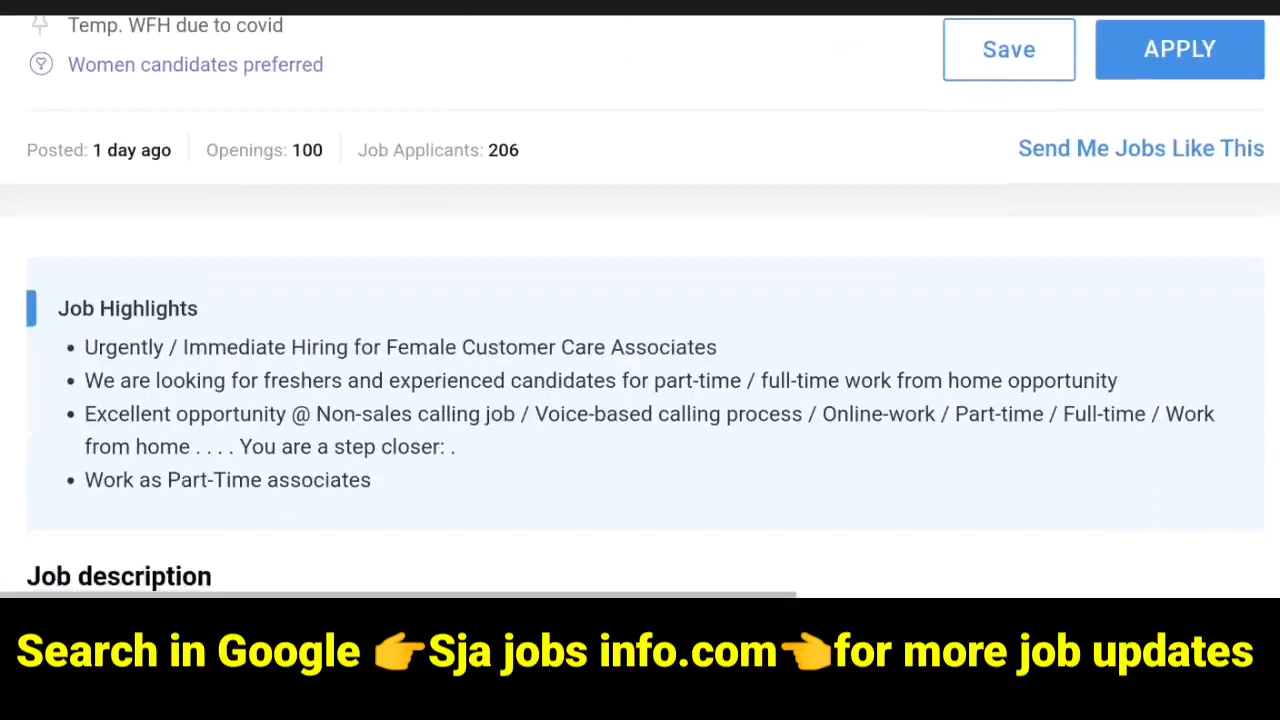 Temp. WFH due to covid
Women candidates preferred
Save
APPLY
Posted: 1 day ago
Openings: 100
Job Applicants: 206
Send Me Jobs Like This
Job Highlights
• Urgently / Immediate Hiring for Female Customer Care Associates
• We are looking for freshers and experienced candidates for part-time / full-time work from home opportunity
• Excellent opportunity @ Non-sales calling job / Voice-based calling process / Online-work / Part-time / Full-time / Work
from home . . . . You are a step closer: .
• Work as Part-Time associates
Job description
Search in Google 👉Sja jobs info.com👈for more job updates